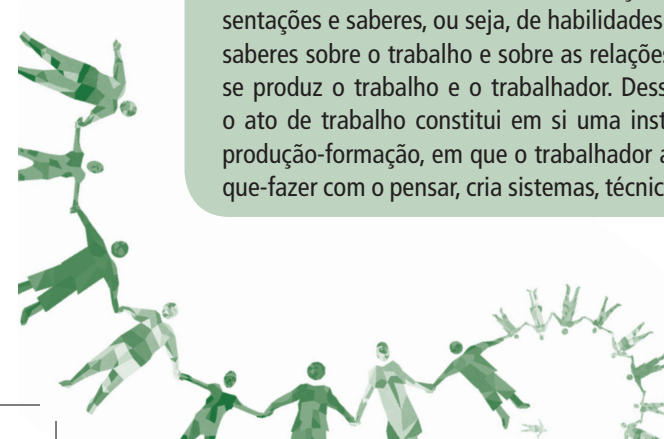 sentações e saberes, ou seja, de habilidades
saberes sobre o trabalho e sobre as relações
se produz o trabalho e o trabalhador. Dess
o ato de trabalho constitui em si uma inst
produção-formação, em que o trabalhador a
que-fazer com o pensar, cria sistemas, técnic